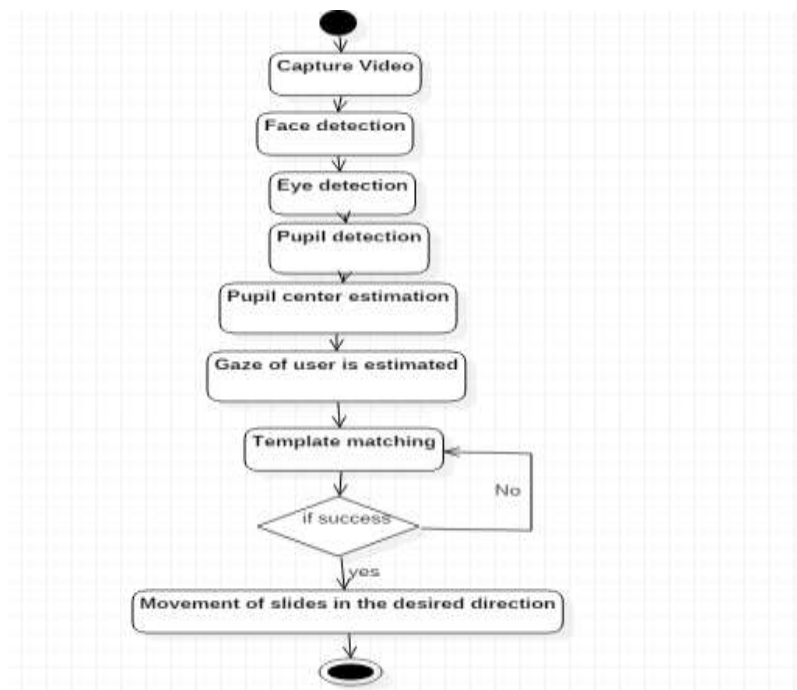 Capture Video
Face detection
Eye detection
Pupil detection
Pupil center estimation
Gaze of user is estimated
Template matching
No
if success
yes
Movement of slides in the desired direction